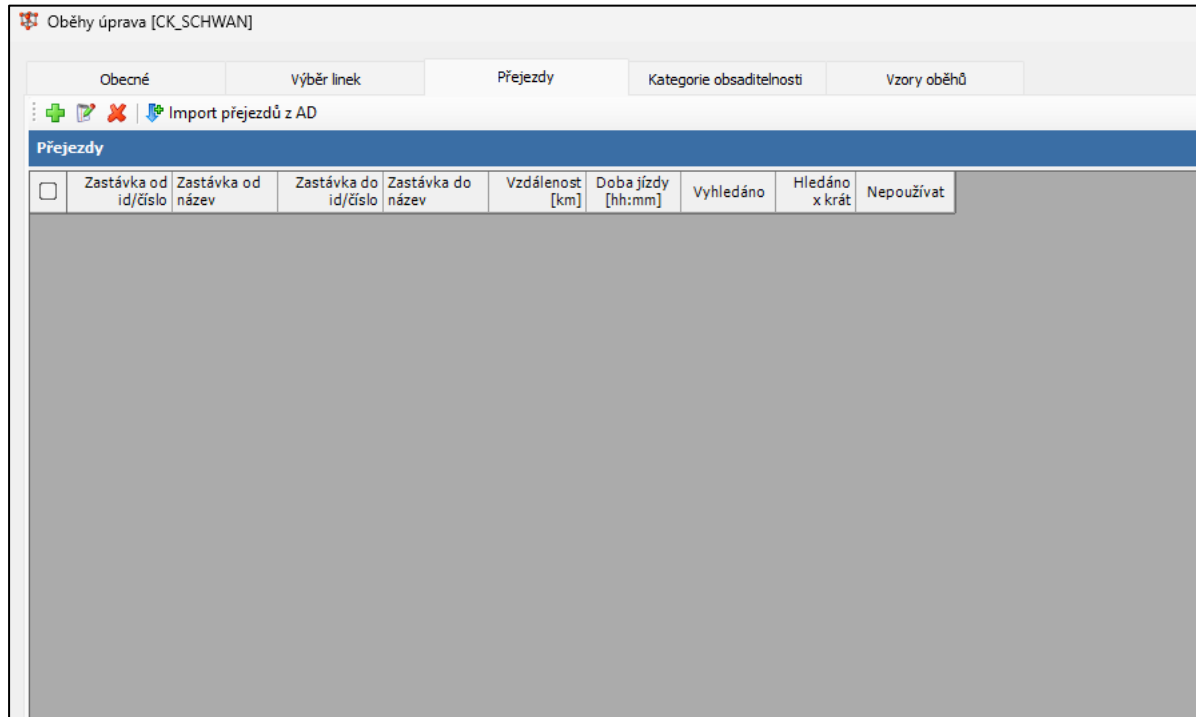 Oběhy úprava [CK_SCHWAN]
Obecné Výběr linek Přejezdy Kategorie obsaditelnosti Vzory oběhů
Import přejezdů z AD
Přejezdy
Zastávka od id/číslo Zastávka od název Zastávka do id/číslo Zastávka do název Vzdálenost [km] Doba jízdy [hh:mm] Vyhledáno Hledáno x krát Nepoužívat